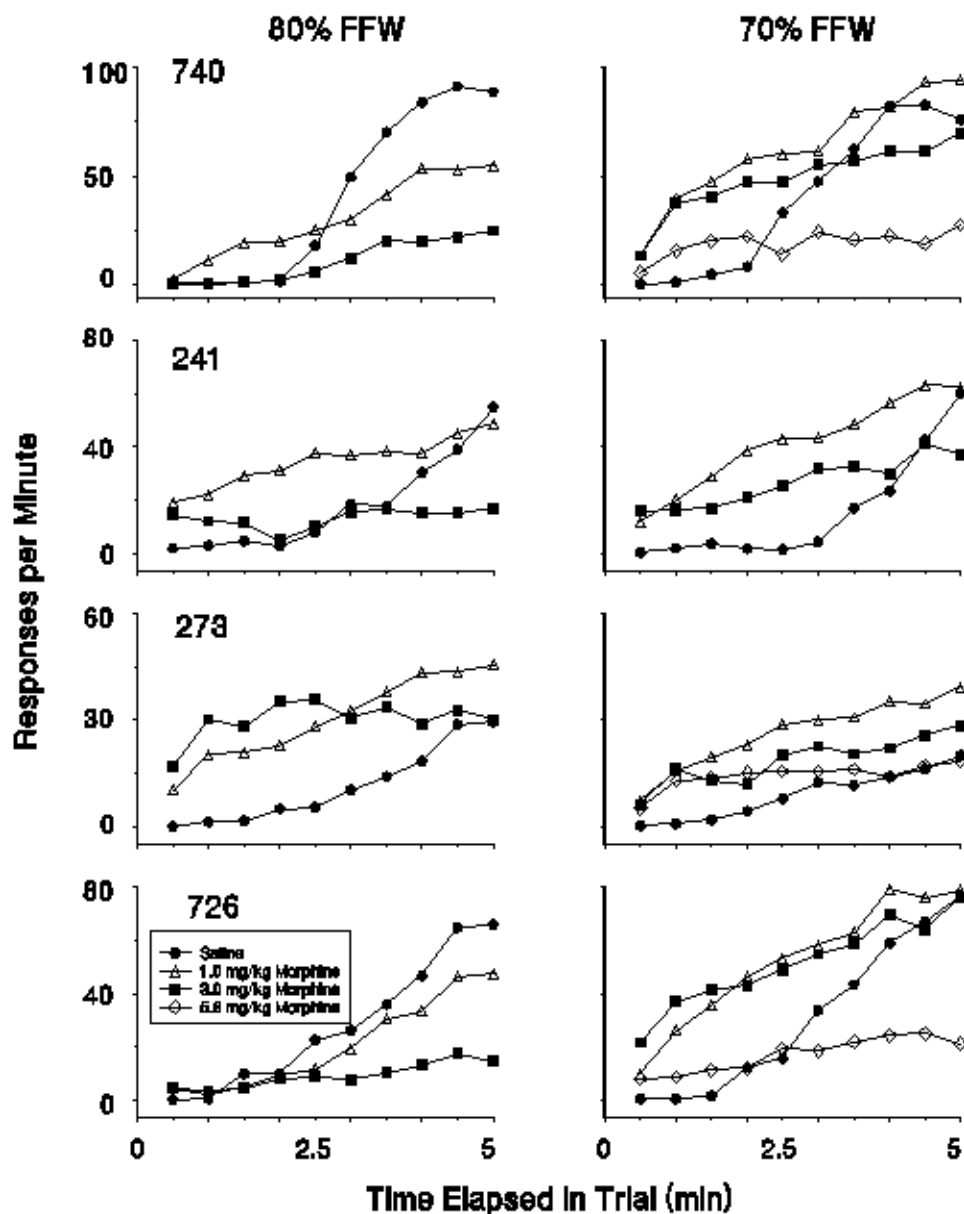 80% FFW
70% FFW
740
100
50
0
241
80
40
0
273
60
30
0
726
80
40
0
Saline
1.0 mg/kg Morphine
3.0 mg/kg Morphine
5.6 mg/kg Morphine
0 2.5 5
0 2.5 5
Responses per Minute
Time Elapsed in Trial (min)